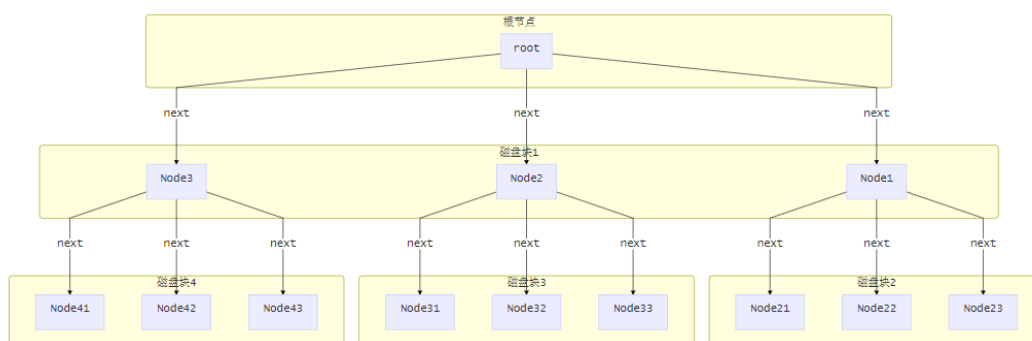 根节点
root
next next next
磁盘块1
Node3 Node2 Node1
next next next next next next next next next
磁盘块4 磁盘块3 磁盘块2
Node41 Node42 Node43 Node31 Node32 Node33 Node21 Node22 Node23